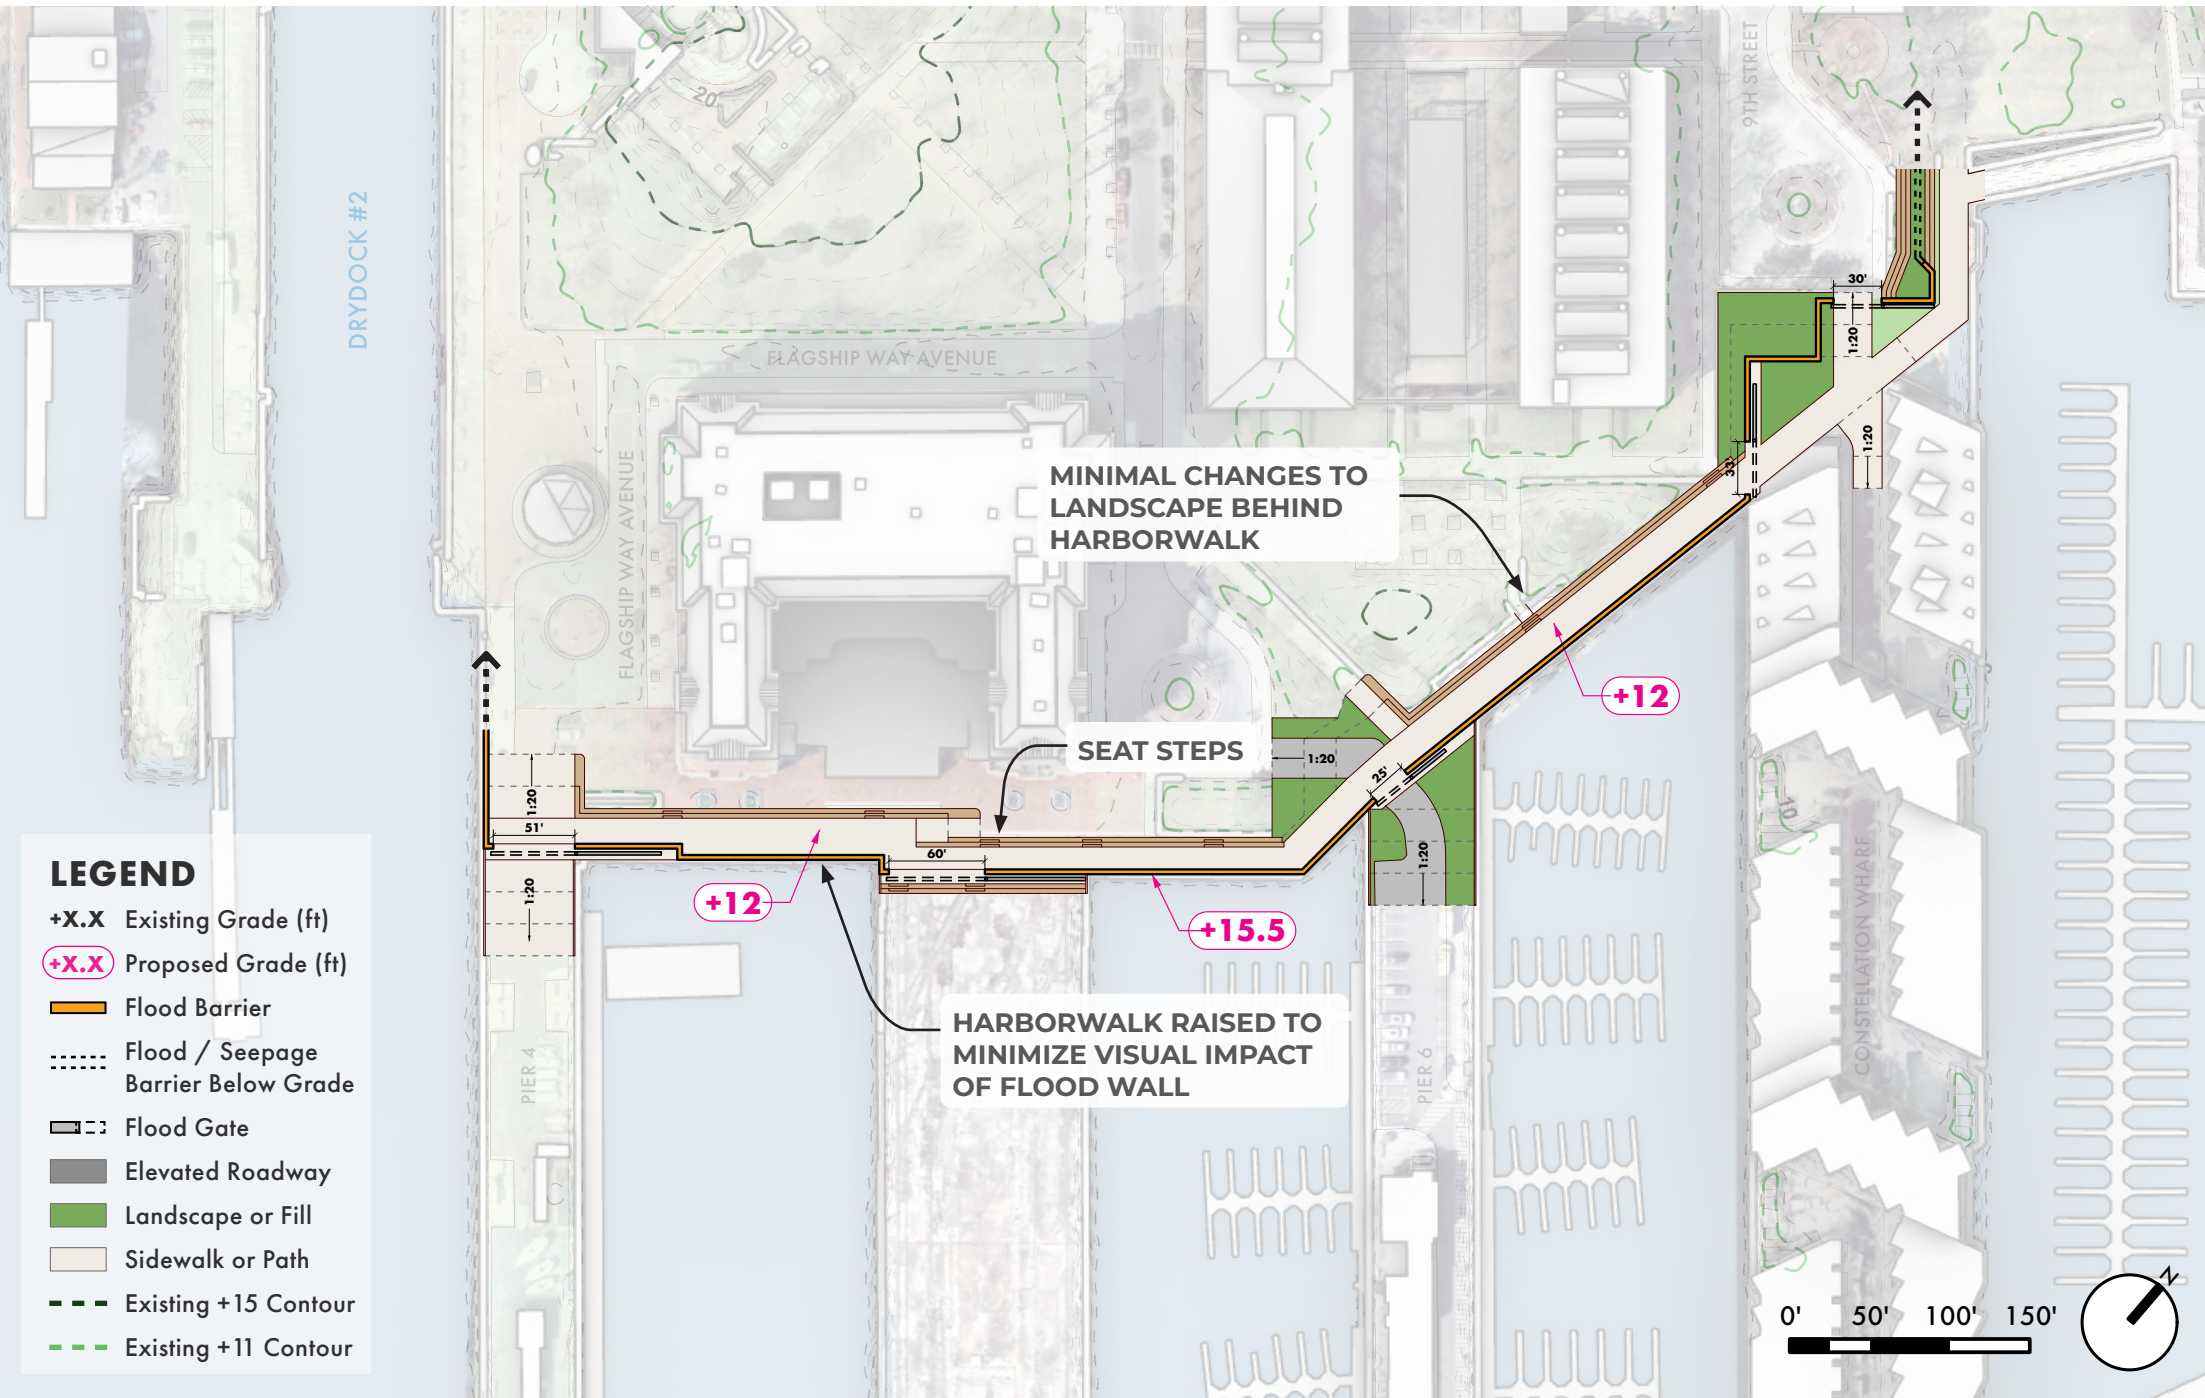 20
9TH STREET
DRYDOCK #2
30'
1:20
FLAGSHIP WAY AVENUE
FLAGSHIP WAY AVENUE
1:20
33'
MINIMAL CHANGES TO
LANDSCAPE BEHIND
HARBORWALK
+12
SEAT STEPS
1:20
25'
1:20
51'
60'
1:20
1:20
+12
+15.5
10
CONSTELLATION WHARF
HARBORWALK RAISED TO
MINIMIZE VISUAL IMPACT
OF FLOOD WALL
PIER 4
PIER 6
LEGEND
+X.X Existing Grade (ft)
+X.X Proposed Grade (ft)
Flood Barrier
Flood / Seepage
Barrier Below Grade
Flood Gate
Elevated Roadway
Landscape or Fill
Sidewalk or Path
Existing +15 Contour
Existing +11 Contour
0' 50' 100' 150'
N